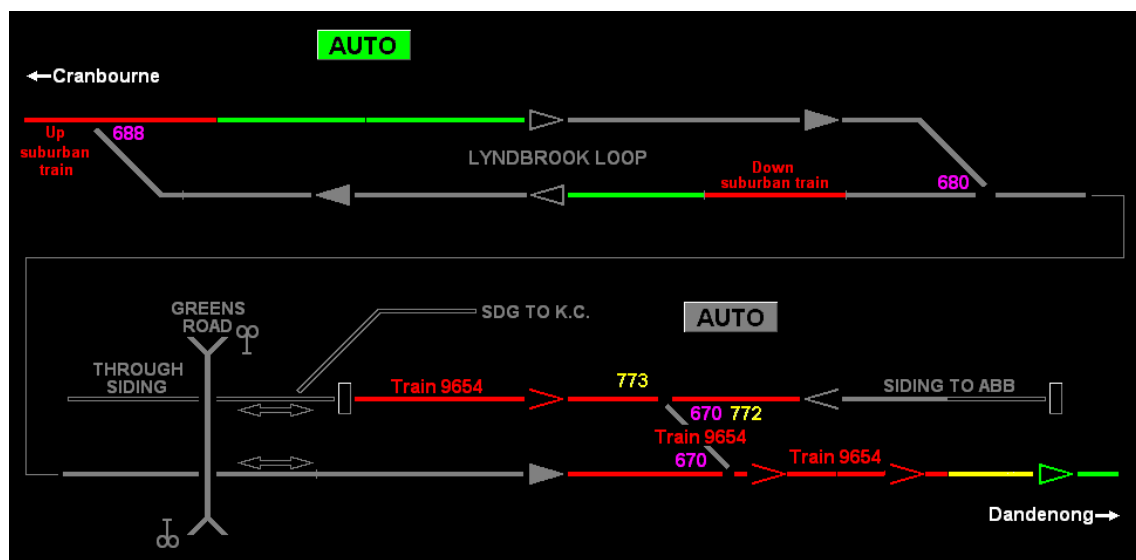 AUTO
←Cranbourne
688
Up
suburban
train
LYNDBROOK LOOP
Down
suburban train
680
GREENS
ROAD
SDG TO K.C.
AUTO
THROUGH
SIDING
Train 9654
773
SIDING TO ABB
670 772
Train 9654
670
Train 9654
Dandenong→